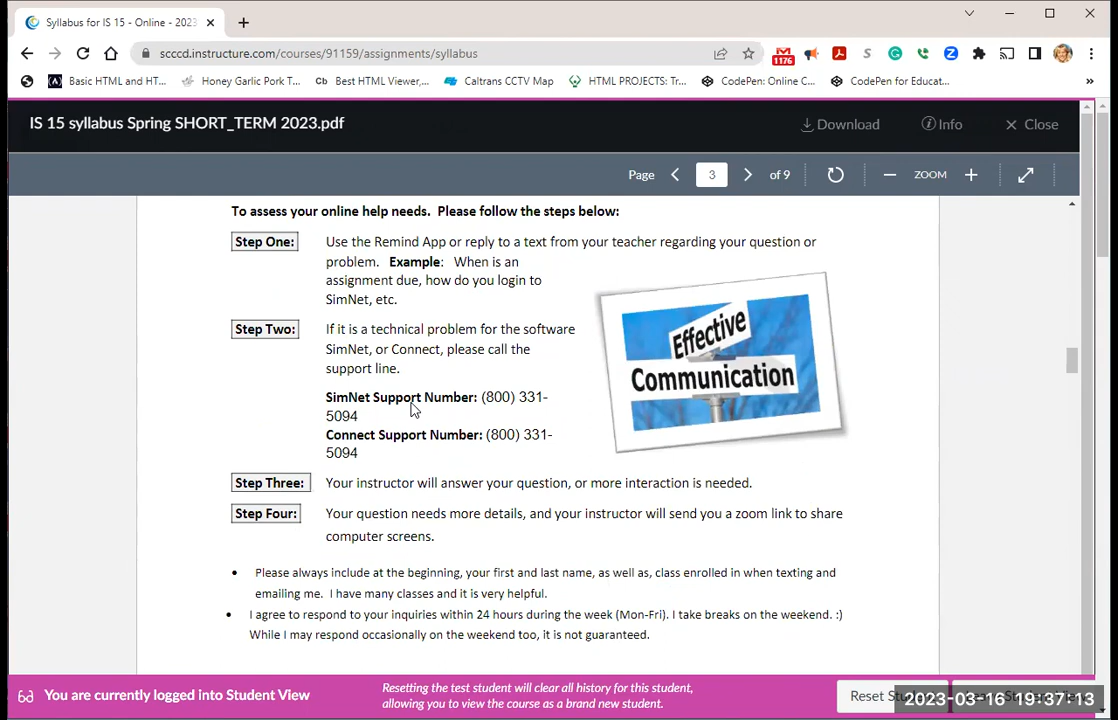 Syllabus for IS 15 - Online - 2023
scccd.instructure.com/courses/91159/assignments/syllabus
1176
Basic HTML and HT...
Honey Garlic Pork T...
Cb Best HTML Viewer,...
Caltrans CCTV Map
HTML PROJECTS: Tr...
CodePen: Online C...
CodePen for Educat...
IS 15 syllabus Spring SHORT_TERM 2023.pdf
Download
Info
Close
Page 3 of 9
ZOOM
To assess your online help needs. Please follow the steps below:
Step One: Use the Remind App or reply to a text from your teacher regarding your question or
problem. Example: When is an
assignment due, how do you login to
SimNet, etc.
Step Two: If it is a technical problem for the software
SimNet, or Connect, please call the
support line.
SimNet Support Number: (800) 331-
5094
Connect Support Number: (800) 331-
5094
Effective
Communication
Step Three: Your instructor will answer your question, or more interaction is needed.
Step Four: Your question needs more details, and your instructor will send you a zoom link to share
computer screens.
• Please always include at the beginning, your first and last name, as well as, class enrolled in when texting and
emailing me. I have many classes and it is very helpful.
• I agree to respond to your inquiries within 24 hours during the week (Mon-Fri). I take breaks on the weekend. :)
While I may respond occasionally on the weekend too, it is not guaranteed.
You are currently logged into Student View
Resetting the test student will clear all history for this student,
allowing you to view the course as a brand new student.
Reset
2023-03-16 19:37:13